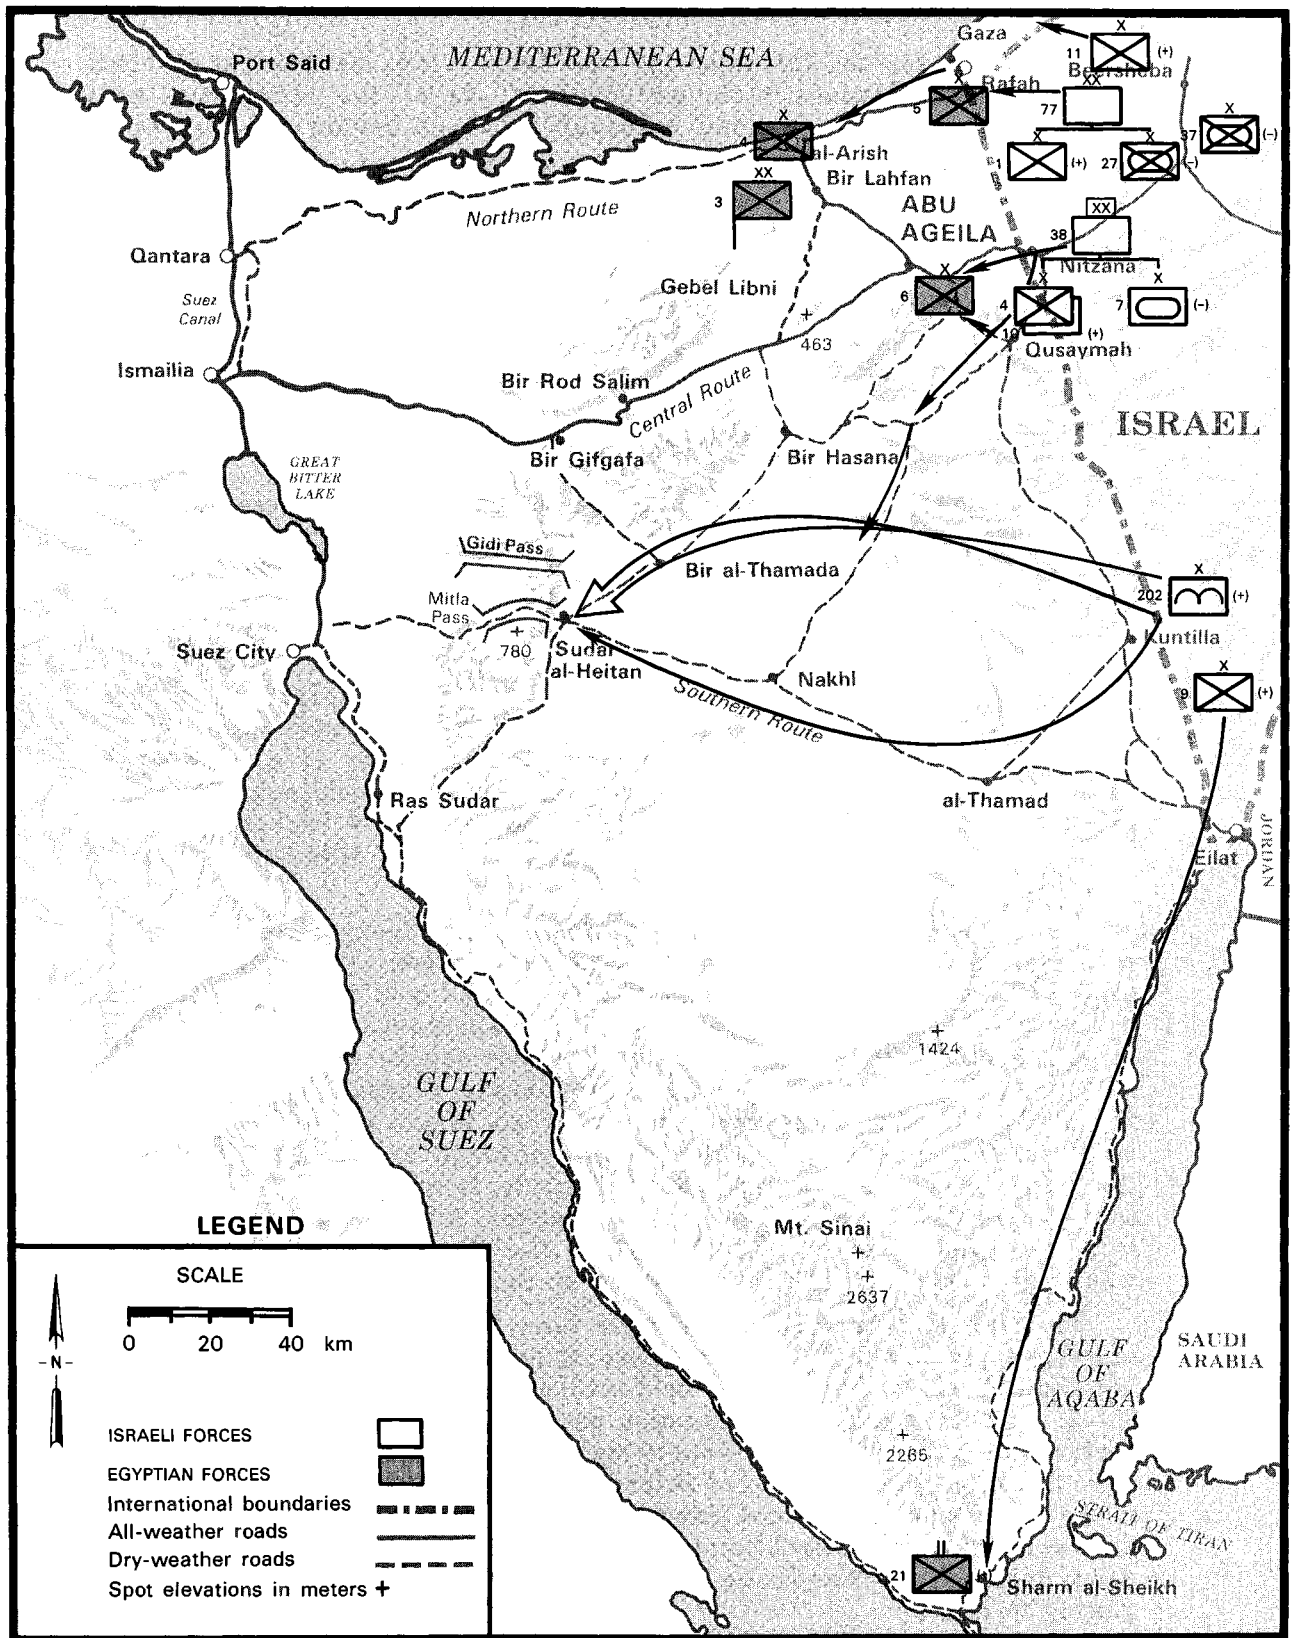 MEDITERRANEAN SEA
Gaza
X
11
(+)
Beersheba
Port Said
Rafah
X
5
XX
77
X
1
(+)
X
27
(-)
X
37
(-)
X
4
al-Arish
Bir Lahfan
XX
3
Northern Route
ABU
AGEILA
XX
38
Nitzana
Qantara
Suez
Canal
Gebel Libni
X
6
X
4
10
(+)
X
7
(-)
Qusaymah
463
Ismailia
Bir Rod Salim
Central Route
ISRAEL
Bir Gifgafa
Bir Hasana
GREAT
BITTER
LAKE
Gidi Pass
Bir al-Thamada
Mitla
Pass
X
202
(+)
Kuntilla
780
Sudar
al-Heitan
Suez City
Nakhl
Southern Route
X
9
(+)
Ras Sudar
al-Thamad
JORDAN
Eilat
1424
GULF
OF
SUEZ
Mt. Sinai
2637
GULF
OF
AQABA
SAUDI
ARABIA
2265
STRAIT OF TIRAN
II
21
Sharm al-Sheikh
LEGEND
SCALE
0 20 40 km
-N-
ISRAELI FORCES
EGYPTIAN FORCES
International boundaries
All-weather roads
Dry-weather roads
Spot elevations in meters +